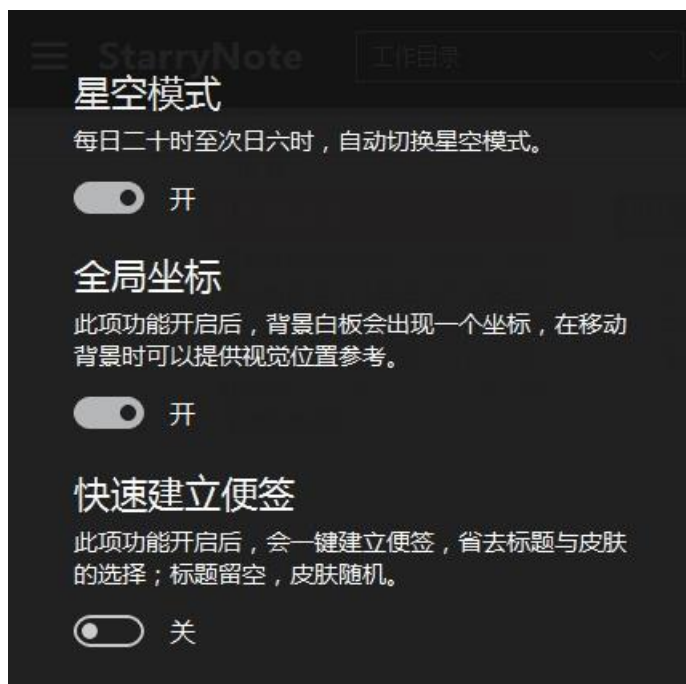 StarryNote
工作目录
星空模式
每日二十时至次日六时，自动切换星空模式。
开
全局坐标
此项功能开启后，背景白板会出现一个坐标，在移动
背景时可以提供视觉位置参考。
开
快速建立便签
此项功能开启后，会一键建立便签，省去标题与皮肤
的选择；标题留空，皮肤随机。
关